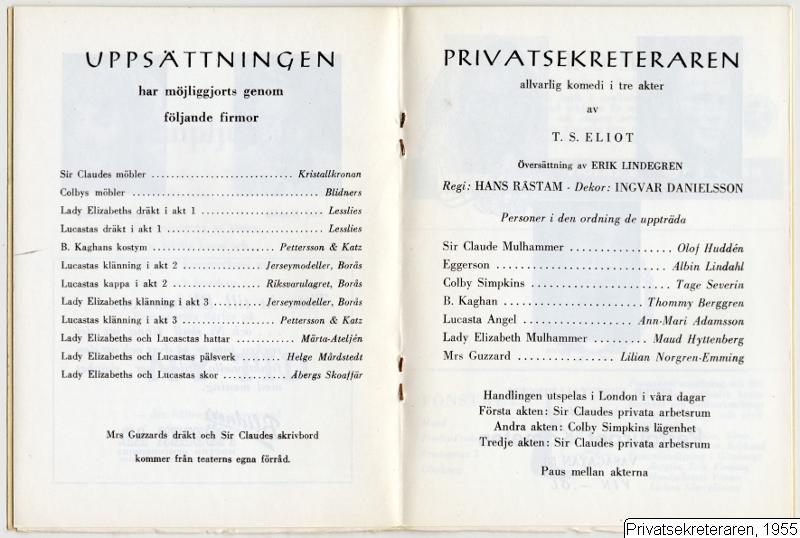 UPPSÄTTNINGEN
har möjliggjorts genom
följande firmor
Sir Claudes möbler ............................ Kristallkronan
Colbys möbler ...................................... Blidners
Lady Elizabeths dräkt i akt 1 ......................... Lesslies
Lucastas dräkt i akt 1 ............................... Lesslies
B. Kaghans kostym ........................ Pettersson & Katz
Lucastas klänning i akt 2 ................ Jerseymodeller, Borås
Lucastas kappa i akt 2 .................. Riksvarulagret, Borås
Lady Elizabeths klänning i akt 3 .......... Jerseymodeller, Borås
Lucastas klänning i akt 3 .................. Pettersson & Katz
Lady Elizabeths och Lucasctas hattar ............ Märta-Ateljén
Lady Elizabeths och Lucastas pälsverk ........ Helge Mårdstedt
Lady Elizabeths och Lucastas skor .......... Åbergs Skoaffär
Mrs Guzzards dräkt och Sir Claudes skrivbord
kommer från teaterns egna förråd.
PRIVATSEKRETERAREN
allvarlig komedi i tre akter
av
T. S. ELIOT
Översättning av ERIK LINDEGREN
Regi: HANS RÅSTAM - Dekor: INGVAR DANIELSSON
Personer i den ordning de uppträda
Sir Claude Mulhammer ................. Olof Huddén
Eggerson ............................. Albin Lindahl
Colby Simpkins ....................... Tage Severin
B. Kaghan ....................... Thommy Berggren
Lucasta Angel ................... Ann-Mari Adamsson
Lady Elizabeth Mulhammer ......... Maud Hyttenberg
Mrs Guzzard ................ Lilian Norgren-Emming
Handlingen utspelas i London i våra dagar
Första akten: Sir Claudes privata arbetsrum
Andra akten: Colby Simpkins lägenhet
Tredje akten: Sir Claudes privata arbetsrum
Paus mellan akterna
Privatsekreteraren, 1955